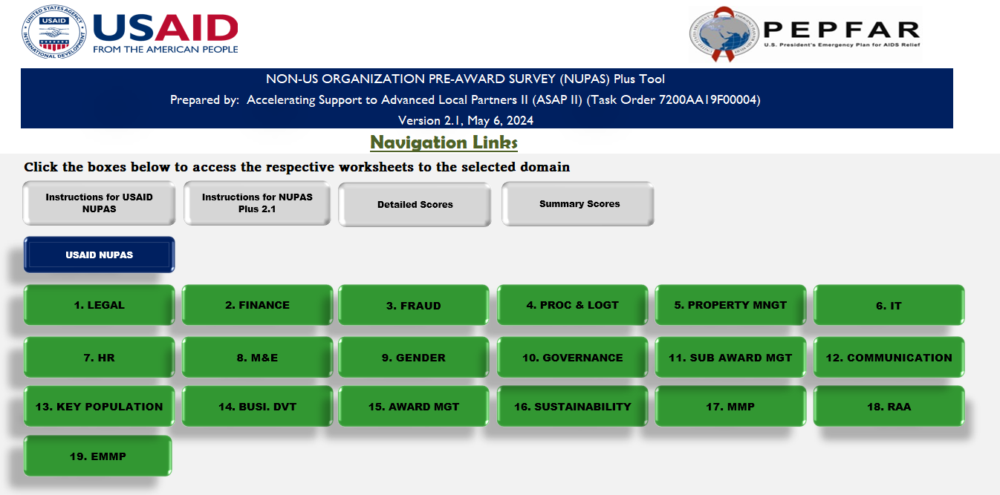 UNITED STATES AGENCY
USAID
INTERNATIONAL DEVELOPMENT
USAID
FROM THE AMERICAN PEOPLE
PEPFAR
U.S. President's Emergency Plan for AIDS Relief
NON-US ORGANIZATION PRE-AWARD SURVEY (NUPAS) Plus Tool
Prepared by: Accelerating Support to Advanced Local Partners II (ASAP II) (Task Order 7200AA19F00004)
Version 2.1, May 6, 2024
Navigation Links
Click the boxes below to access the respective worksheets to the selected domain
Instructions for USAID
NUPAS
Instructions for NUPAS
Plus 2.1
Detailed Scores
Summary Scores
USAID NUPAS
1. LEGAL
2. FINANCE
3. FRAUD
4. PROC & LOGT
5. PROPERTY MNGT
6. IT
7. HR
8. M&E
9. GENDER
10. GOVERNANCE
11. SUB AWARD MGT
12. COMMUNICATION
13. KEY POPULATION
14. BUSI. DVT
15. AWARD MGT
16. SUSTAINABILITY
17. MMP
18. RAA
19. EMMP